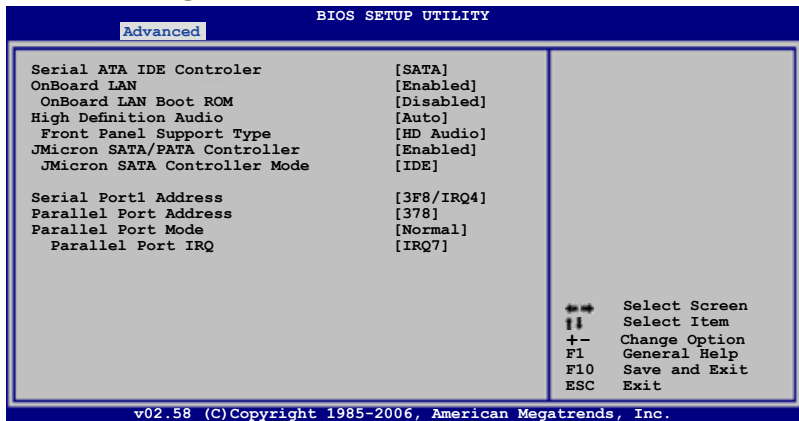 BIOS SETUP UTILITY
Advanced
Serial ATA IDE Controler [SATA]
OnBoard LAN [Enabled]
OnBoard LAN Boot ROM [Disabled]
High Definition Audio [Auto]
Front Panel Support Type [HD Audio]
JMicron SATA/PATA Controller [Enabled]
JMicron SATA Controller Mode [IDE]
Serial Port1 Address [3F8/IRQ4]
Parallel Port Address [378]
Parallel Port Mode [Normal]
Parallel Port IRQ [IRQ7]
←→ Select Screen
↑↓ Select Item
+- Change Option
F1 General Help
F10 Save and Exit
ESC Exit
v02.58 (C)Copyright 1985-2006, American Megatrends, Inc.